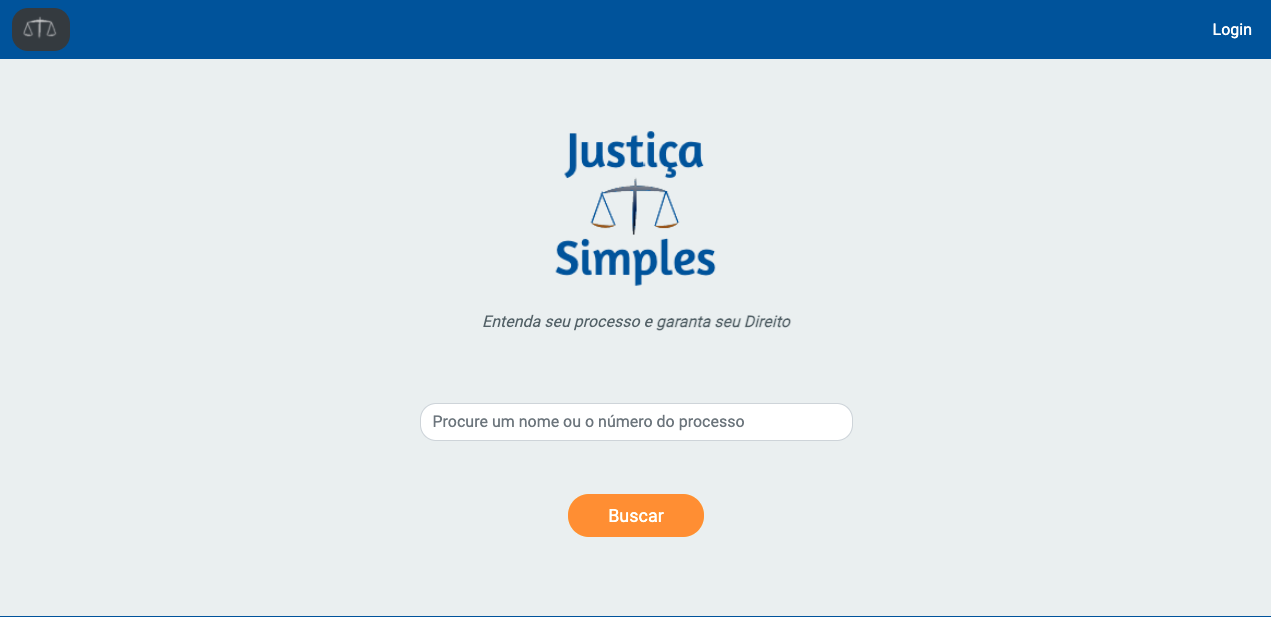 Login
Justiça
Simples
Entenda seu processo e garanta seu Direito
Procure um nome ou o número do processo
Buscar